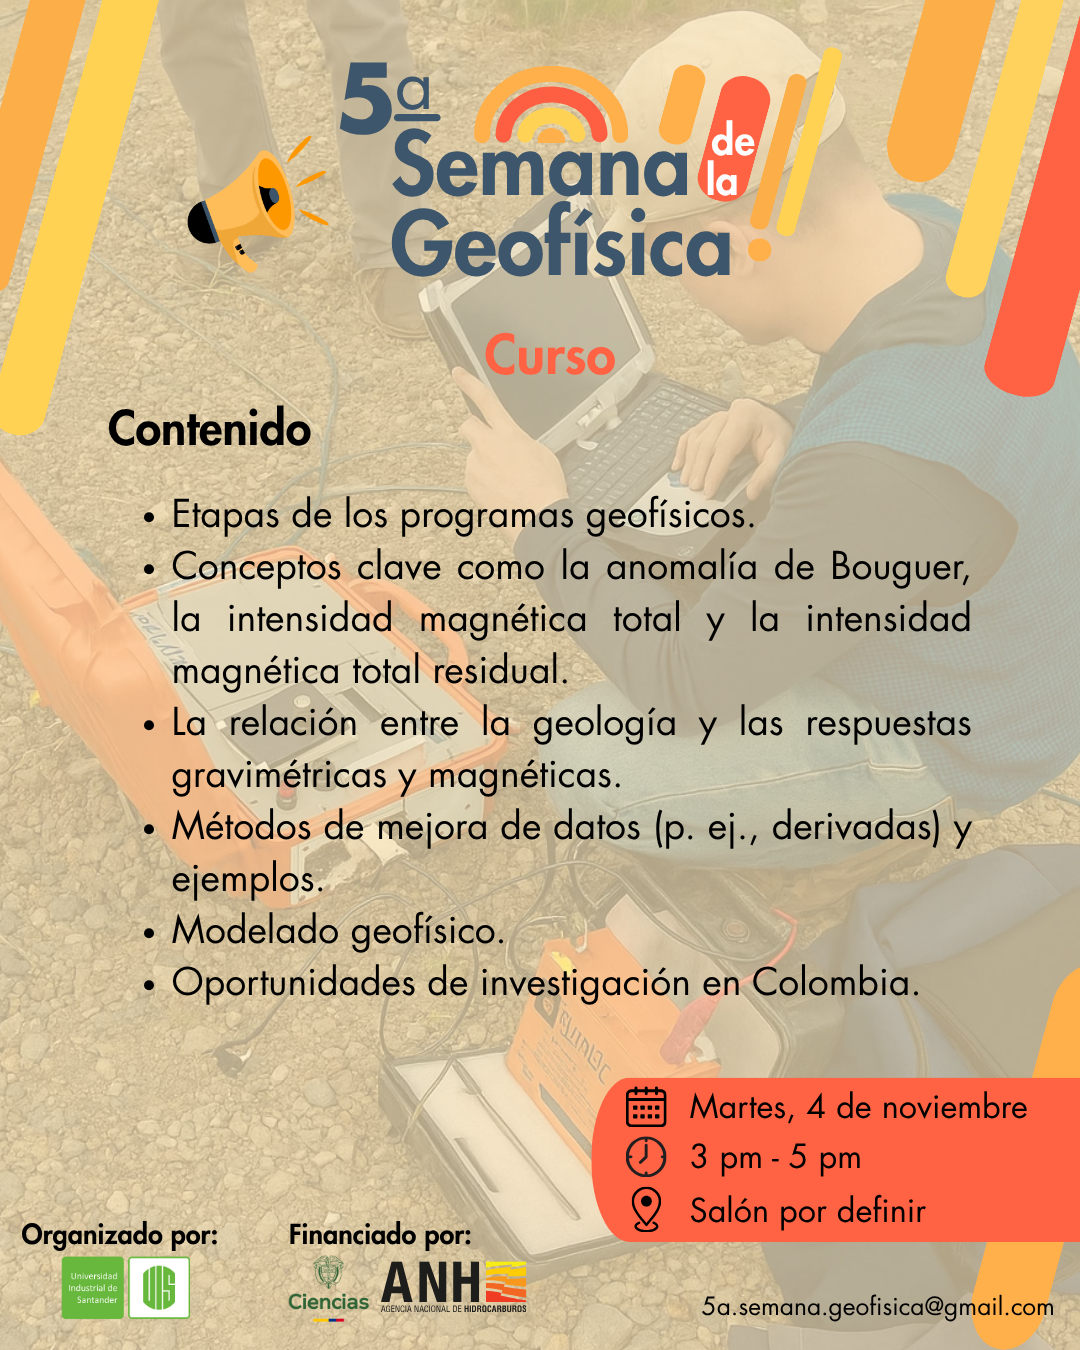 5a
Semana de la
Geofísica
Curso
Contenido
• Etapas de los programas geofísicos.
• Conceptos clave como la anomalía de Bouguer,
la intensidad magnética total y la intensidad
magnética total residual.
• La relación entre la geología y las respuestas
gravimétricas y magnéticas.
• Métodos de mejora de datos (p. ej., derivadas) y
ejemplos.
• Modelado geofísico.
• Oportunidades de investigación en Colombia.
Martes, 4 de noviembre
3 pm - 5 pm
Salón por definir
Organizado por:
Universidad
Industrial de
Santander
UIS
Financiado por:
Ciencias
ANH
AGENCIA NACIONAL DE HIDROCARBUROS
5a.semana.geofisica@gmail.com